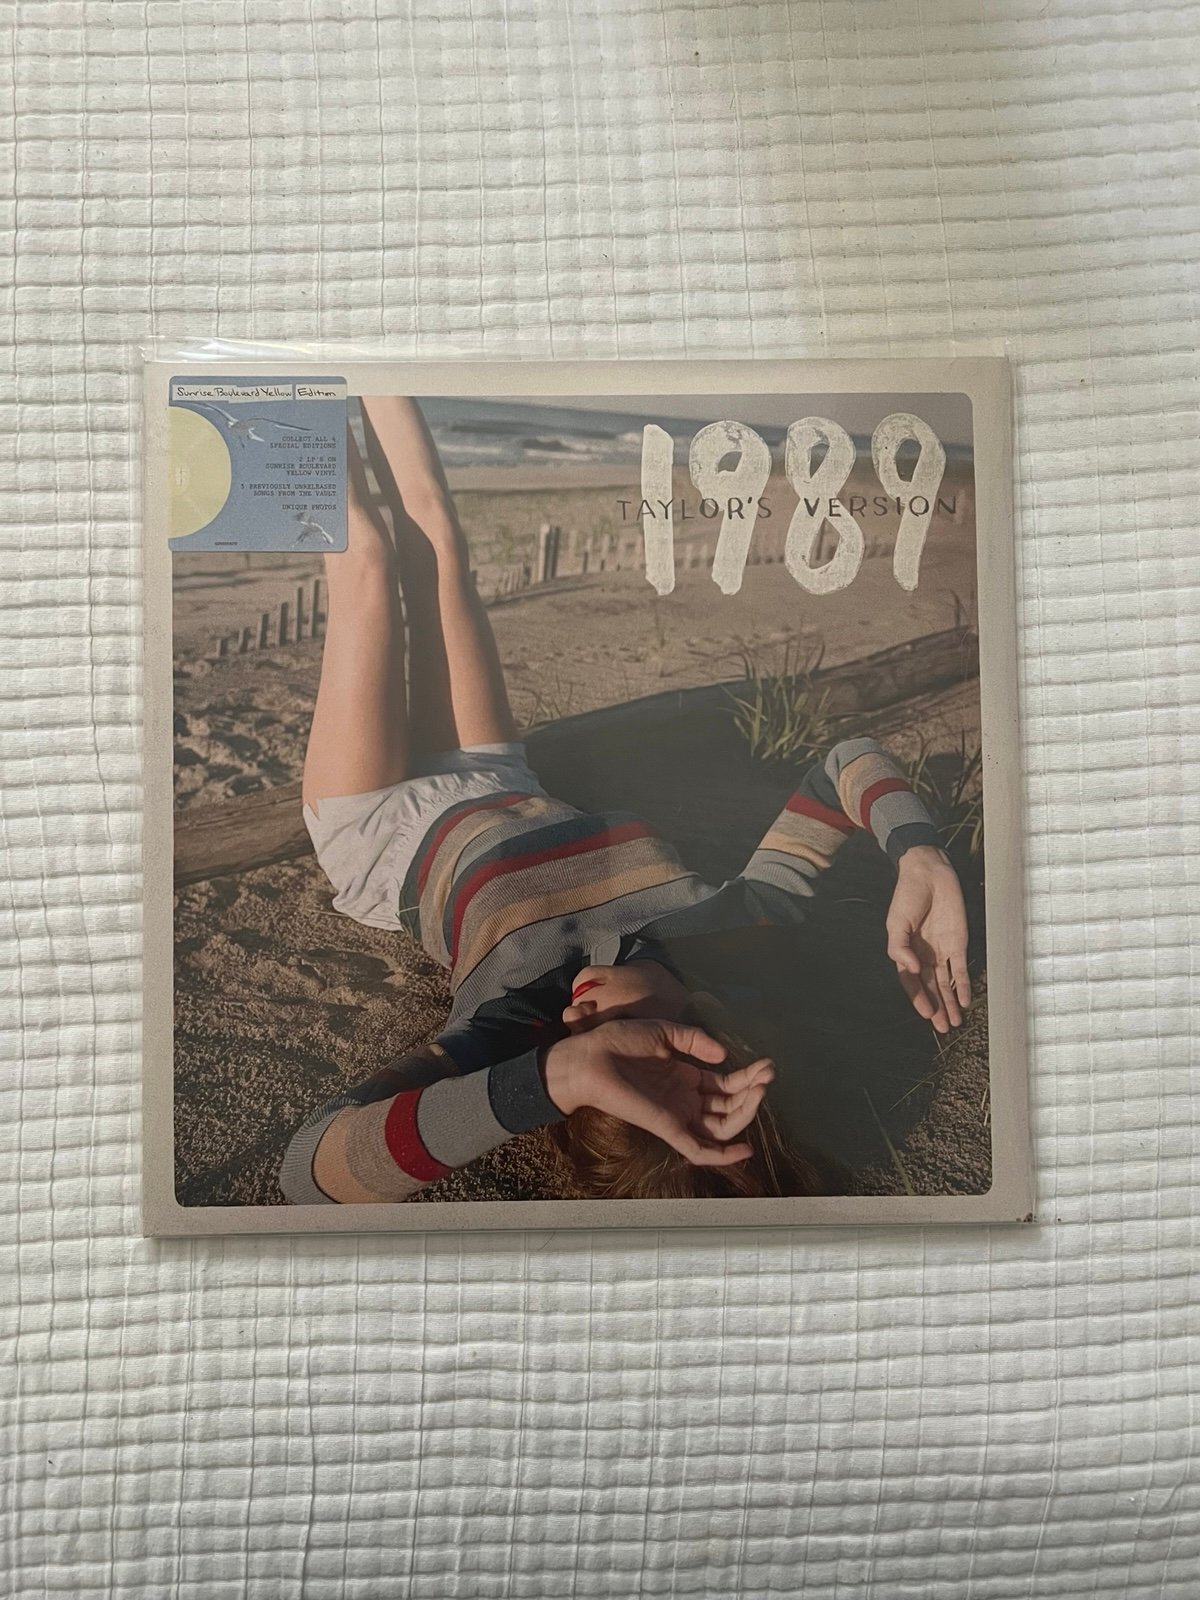 Sunrise Boulevard Yellow Edition
COLLECT ALL 4
SPECIAL EDITIONS
2 LP'S ON
SUNRISE BOULEVARD
YELLOW VINYL
5 PREVIOUSLY UNRELEASED
SONGS FROM THE VAULT
UNIQUE PHOTOS
1989
TAYLOR'S VERSION